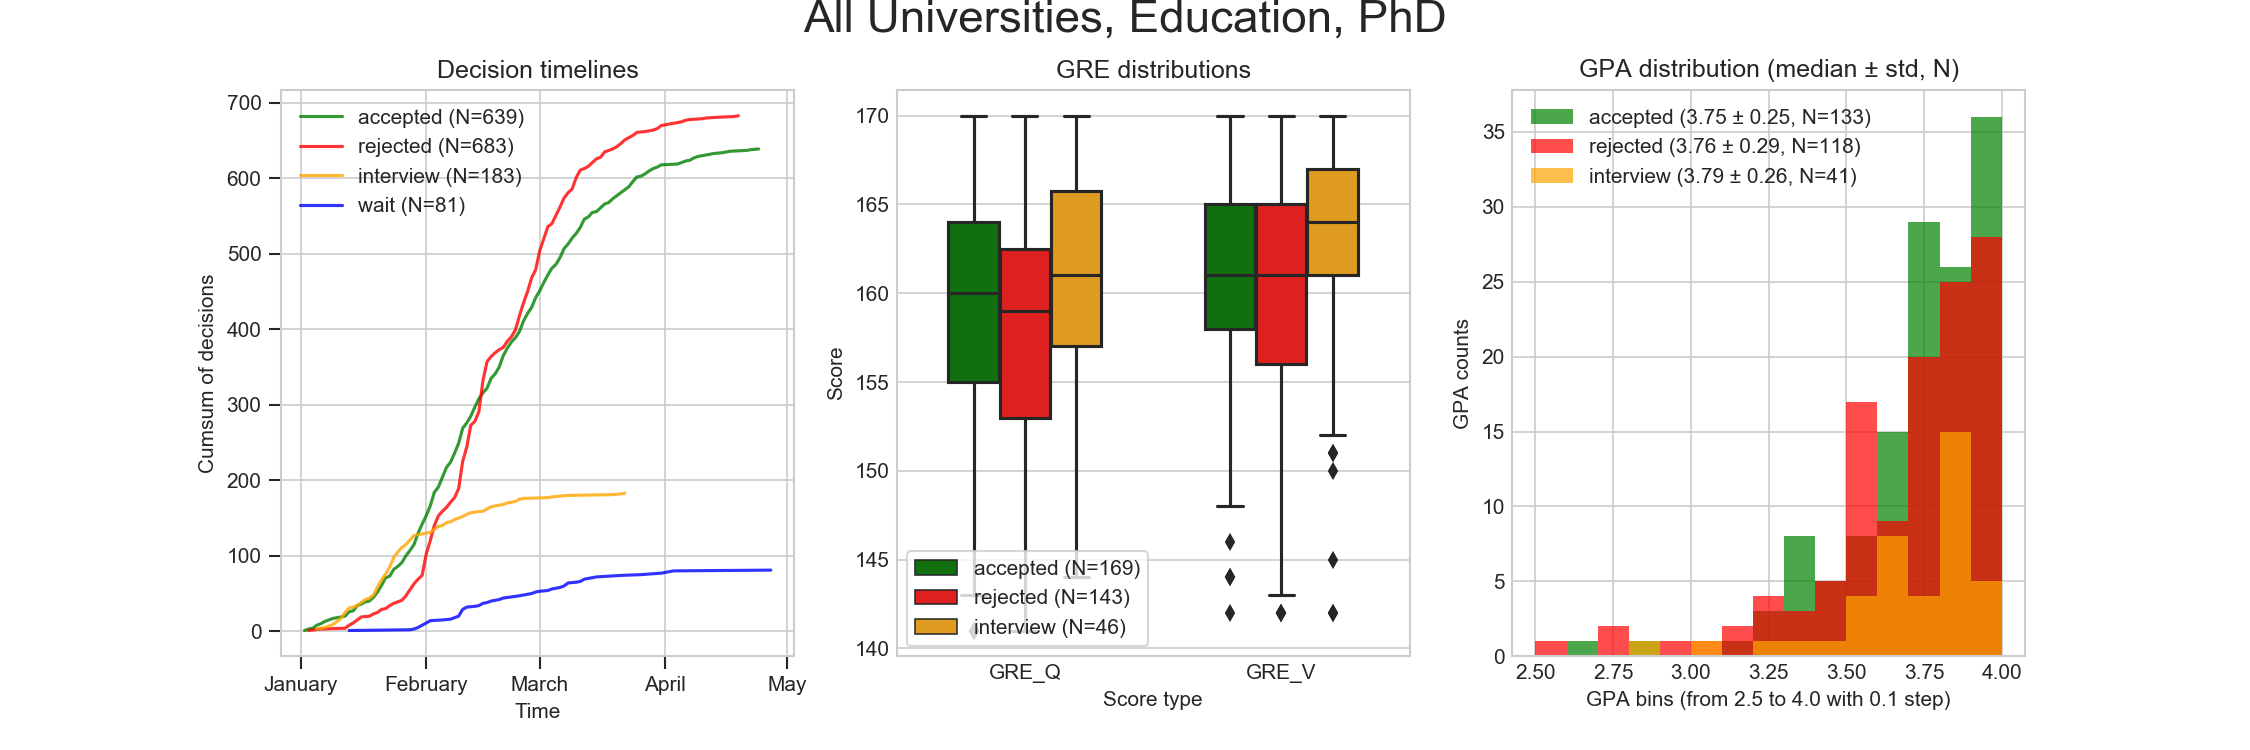 All Universities, Education, PhD
Decision timelines
700
600
500
400
300
200
100
0
Cumsum of decisions
accepted (N=639)
rejected (N=683)
interview (N=183)
wait (N=81)
January February March April May
Time
GRE distributions
170
165
160
155
150
145
140
Score
accepted (N=169)
rejected (N=143)
interview (N=46)
GRE_Q GRE_V
Score type
GPA distribution (median ± std, N)
accepted (3.75 ± 0.25, N=133)
rejected (3.76 ± 0.29, N=118)
interview (3.79 ± 0.26, N=41)
35
30
25
20
15
10
5
0
GPA counts
2.50 2.75 3.00 3.25 3.50 3.75 4.00
GPA bins (from 2.5 to 4.0 with 0.1 step)